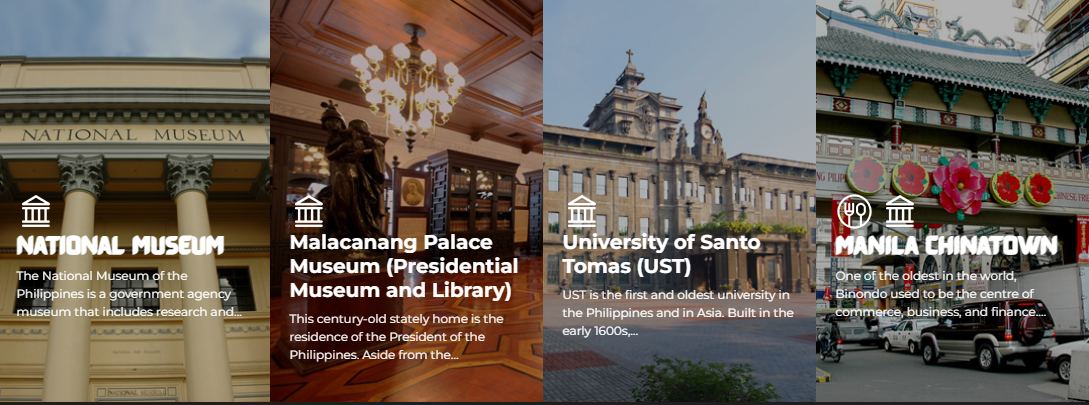 NATIONAL MUSEUM
NATIONAL MUSEUM
The National Museum of the
Philippines is a government agency
museum that includes research and...
NATIONAL MUSEUM
Malacanang Palace
Museum (Presidential
Museum and Library)
This century-old stately home is the
residence of the President of the
Philippines. Aside from the...
University of Santo
Tomas (UST)
UST is the first and oldest university in
the Philippines and in Asia. Built in the
early 1600s,...
MANILA CHINATOWN
One of the oldest in the world,
Binondo used to be the centre of
commerce, business, and finance....